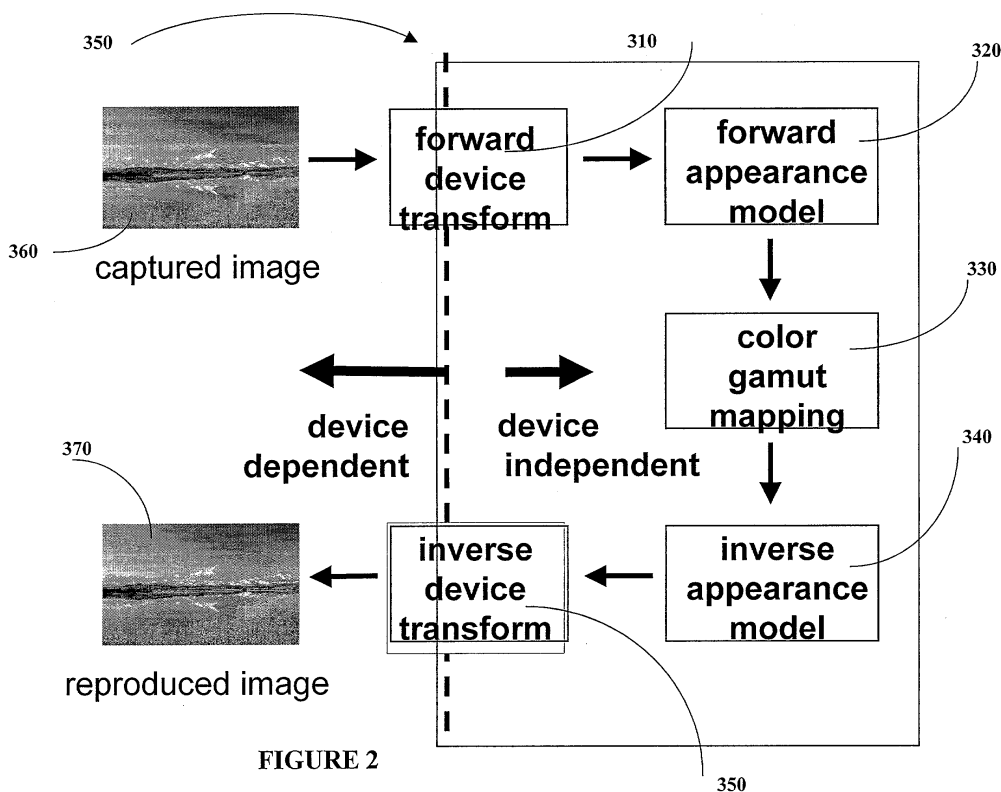 350
310
320
forward
device
transform
forward
appearance
model
360
captured image
330
color
gamut
mapping
device
dependent
device
independent
370
340
inverse
device
transform
inverse
appearance
model
reproduced image
FIGURE 2
350